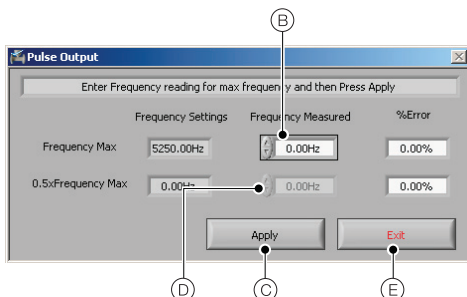 B
Pulse Output
Enter Frequency reading for max frequency and then Press Apply
Frequency Settings Frequency Measured %Error
Frequency Max 5250.00Hz 0.00Hz 0.00%
0.5xFrequency Max 0.00Hz 0.00Hz 0.00%
Apply Exit
D C E